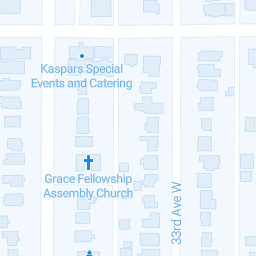 Kaspars Special
Events and Catering
Grace Fellowship
Assembly Church
33rd Ave W